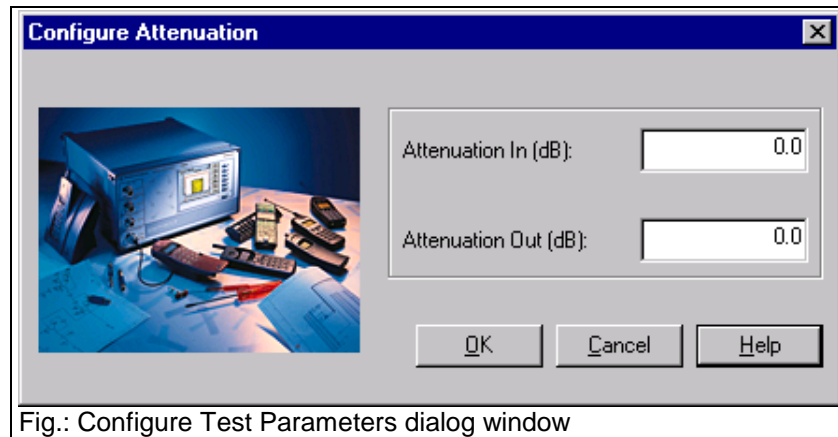 Configure Attenuation
Attenuation In (dB):
0.0
Attenuation Out (dB):
0.0
OK
Cancel
Help
Fig.: Configure Test Parameters dialog window